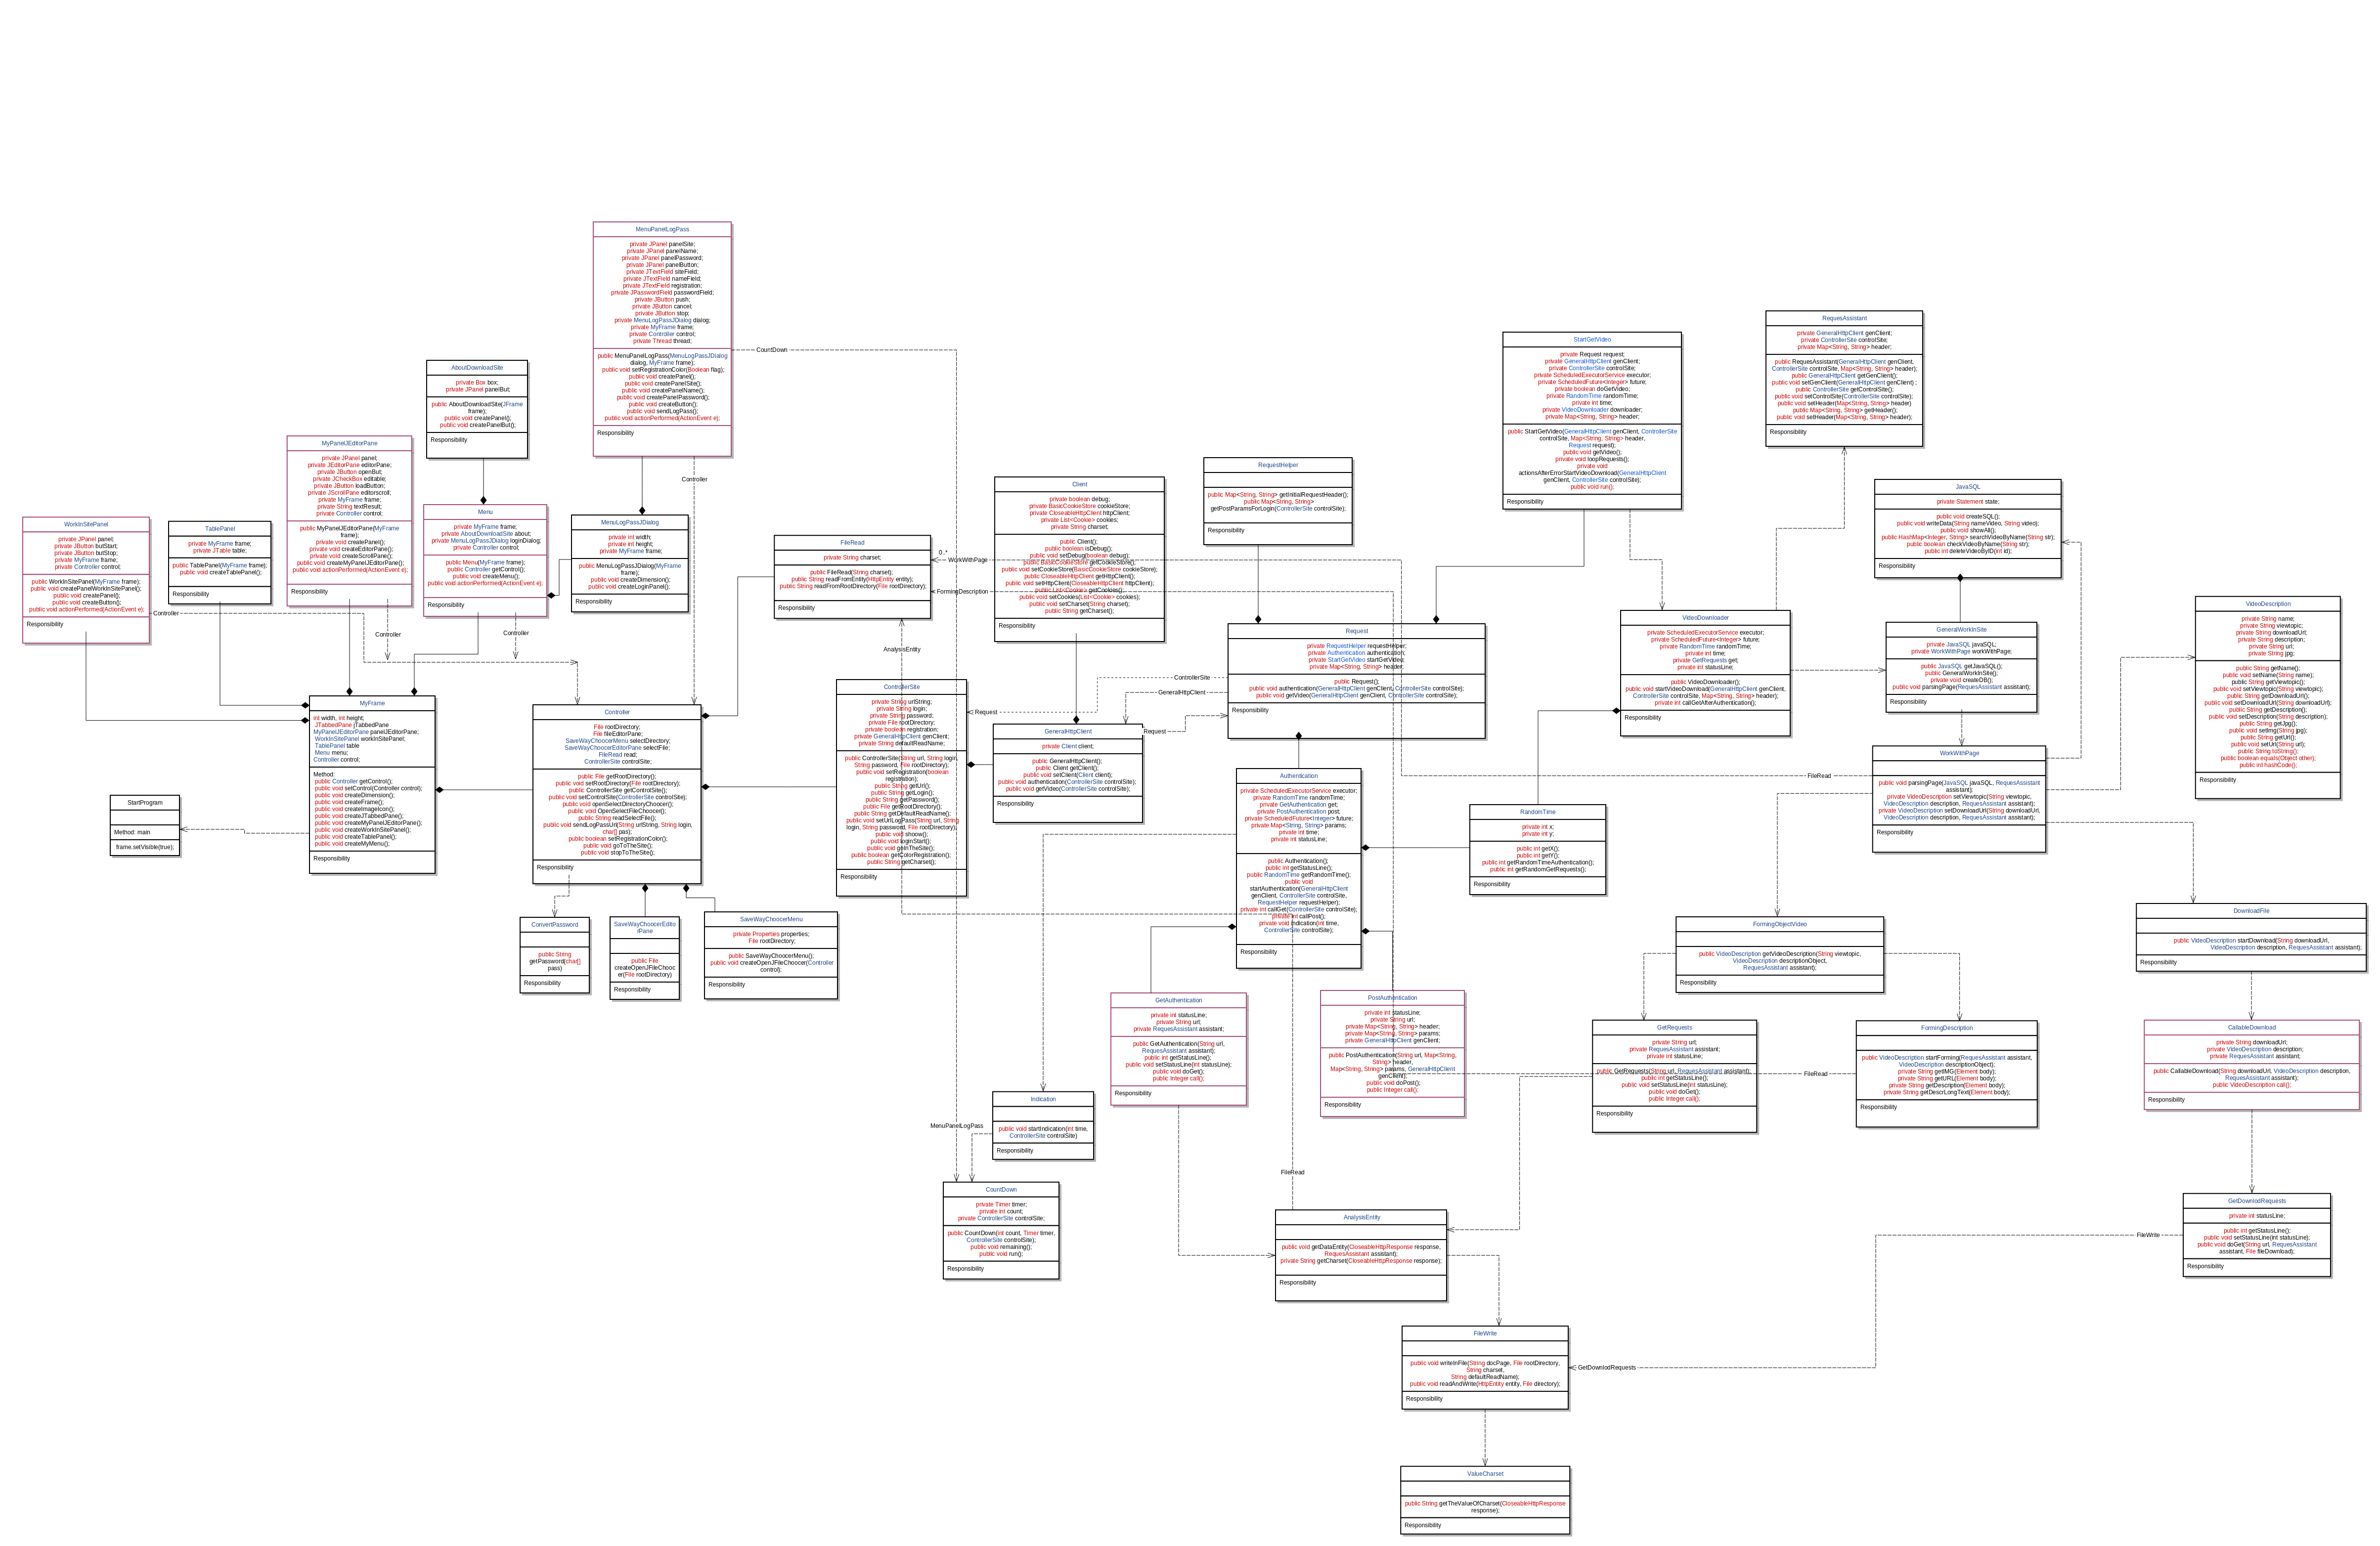 MenuPanelLogPass
private JPanel panelSite;
private JPanel panelName;
private JPanel panelPassword;
private JPanel panelButton;
private JTextField siteField;
private JTextField nameField;
private JTextField registration;
private JPasswordField passwordField;
private JButton push;
private JButton cancel;
private JButton stop;
private MenuLogPassJDialog dialog;
private MyFrame frame;
private Controller control;
private Thread thread;
public MenuPanelLogPass(MenuLogPassJDialog
dialog, MyFrame frame);
public void setRegistrationColor(Boolean flag);
public void createPanel();
public void createPanelSite();
public void createPanelName();
public void createPanelPassword();
public void createButton();
public void sendLogPass();
public void actionPerformed(ActionEvent e);
Responsibility
CountDown
Controller
AboutDownloadSite
private Box box;
private JPanel panelBut;
public AboutDownloadSite(JFrame
frame);
public void createPanel();
public void createPanelBut();
Responsibility
MyPanelJEditorPane
private JPanel panel;
private JEditorPane editorPane;
private JButton openBut;
private JCheckBox editable;
private JButton loadButton;
private JScrollPane editorscroll;
private MyFrame frame;
private String textResult;
private Controller control;
public MyPanelJEditorPane(MyFrame
frame);
private void createPanel();
private void createEditorPane();
private void createScrollPane();
public void createMyPanelJEditorPane();
public void actionPerformed(ActionEvent e);
Responsibility
Controller
WorkInSitePanel
private JPanel panel;
private JButton butStart;
private JButton butStop;
private MyFrame frame;
private Controller control;
public WorkInSitePanel(MyFrame frame);
public void createPanelWorkInSitePanel();
public void createPanel();
public void createButton();
public void actionPerformed(ActionEvent e);
Responsibility
Controller
TablePanel
private MyFrame frame;
private JTable table;
public TablePanel(MyFrame frame);
public void createTablePanel();
Responsibility
Menu
private MyFrame frame;
private AboutDownloadSite about;
private MenuLogPassJDialog loginDialog;
private Controller control;
public Menu(MyFrame frame);
public Controller getControl();
public void createMenu();
public void actionPerformed(ActionEvent e);
Responsibility
Controller
MenuLogPassJDialog
private int width;
private int height;
private MyFrame frame;
public MenuLogPassJDialog(MyFrame
frame);
public void createDimension();
public void createLoginPanel();
Responsibility
FileRead
private String charset;
public FileRead(String charset);
public String readFromEntity(HttpEntity entity);
public String readFromRootDirectory(File rootDirectory);
Responsibility
0..*
WorkWithPage
FormingDescription
AnalysisEntity
Client
private boolean debug;
private BasicCookieStore cookieStore;
private CloseableHttpClient httpClient;
private List<Cookie> cookies;
private String charset;
public Client();
public boolean isDebug();
public void setDebug(boolean debug);
public BasicCookieStore getCookieStore();
public void setCookieStore(BasicCookieStore cookieStore);
public CloseableHttpClient getHttpClient();
public void setHttpClient(CloseableHttpClient httpClient);
public List<Cookie> getCookies();
public void setCookies(List<Cookie> cookies);
public void setCharset(String charset);
public String getCharset();
Responsibility
RequestHelper
public Map<String, String> getInitialRequestHeader();
public Map<String, String>
getPostParamsForLogin(ControllerSite controlSite);
Responsibility
StartGetVideo
private Request request;
private GeneralHttpClient genClient;
private ControllerSite controlSite;
private ScheduledExecutorService executor;
private ScheduledFuture<Integer> future;
private boolean doGetVideo;
private RandomTime randomTime;
private int time;
private VideoDownloader downloader;
private Map<String, String> header;
public StartGetVideo(GeneralHttpClient genClient, ControllerSite
controlSite, Map<String, String> header,
Request request);
public void getVideo();
private void loopRequests();
private void
actionsAfterErrorStartVideoDownload(GeneralHttpClient
genClient, ControllerSite controlSite);
public void run();
Responsibility
RequesAssistant
private GeneralHttpClient genClient;
private ControllerSite controlSite;
private Map<String, String> header;
public RequesAssistant(GeneralHttpClient genClient,
ControllerSite controlSite, Map<String, String> header);
public GeneralHttpClient getGenClient();
public void setGenClient(GeneralHttpClient genClient) ;
public ControllerSite getControlSite();
public void setControlSite(ControllerSite controlSite);
public void setHeader(Map<String, String> header)
public Map<String, String> getHeader();
public void setHeader(Map<String, String> header);
Responsibility
JavaSQL
private Statement state;
public void createSQL();
public void writeData(String nameVideo, String video);
public void showAll();
public HashMap<Integer, String> searchVideoByName(String str);
public boolean checkVideoByName(String str);
public int deleteVideoByID(int id);
Responsibility
VideoDescription
private String name;
private String viewtopic;
private String downloadUrl;
private String description;
private String url;
private String jpg;
public String getName();
public void setName(String name);
public String getViewtopic();
public void setViewtopic(String viewtopic);
public String getDownloadUrl();
public void setDownloadUrl(String downloadUrl);
public String getDescription();
public void setDescription(String description);
public String getJpg();
public void setImg(String jpg);
public String getUrl();
public void setUrl(String url);
public String toString();
public boolean equals(Object other);
public int hashCode();
Responsibility
Request
private RequestHelper requestHelper;
private Authentication authentication;
private StartGetVideo startGetVideo;
private Map<String, String> header;
public Request();
public void authentication(GeneralHttpClient genClient, ControllerSite controlSite);
public void getVideo(GeneralHttpClient genClient, ControllerSite controlSite);
Responsibility
ControllerSite
GeneralHttpClient
Request
Request
VideoDownloader
private ScheduledExecutorService executor;
private ScheduledFuture<Integer> future;
private RandomTime randomTime;
private int time;
private GetRequests get;
private int statusLine;
public VideoDownloader();
public void startVideoDownload(GeneralHttpClient genClient,
ControllerSite controlSite, Map<String, String> header);
private int callGetAfterAuthentication();
Responsibility
GeneralWorkInSite
private JavaSQL javaSQL;
private WorkWithPage workWithPage;
public JavaSQL getJavaSQL();
public GeneralWorkInSite();
private void createDB();
public void parsingPage(RequesAssistant assistant);
Responsibility
MyFrame
int width, int height;
JTabbedPane jTabbedPane
MyPanelJEditorPane panelJEditorPane;
WorkInSitePanel workInSitePanel;
TablePanel table
Menu menu;
Controller control;
Method:
public Controller getControl();
public void setControl(Controller control);
public void createDimension();
public void createFrame();
public void createImageIcon();
public void createJTabbedPane();
public void createMyPanelJEditorPane();
public void createWorkInSitePanel();
public void createTablePanel();
public void createMyMenu();
Responsibility
StartProgram
Method: main
frame.setVisible(true);
Controller
File rootDirectory;
File fileEditorPane;
SaveWayChoocerMenu selectDirectory;
SaveWayChoocerEditorPane selectFile;
FileRead read;
ControllerSite controlSite;
public File getRootDirectory();
public void setRootDirectory(File rootDirectory);
public ControllerSite getControlSite();
public void setControlSite(ControllerSite controlSite);
public void openSelectDirectoryChoocer();
public void OpenSelectFileChoocer();
public String readSelectFile();
public void sendLogPassUrl(String urlString, String login,
char[] pas);
public boolean setRegistrationColor();
public void goToTheSite();
public void stopToTheSite();
Responsibility
ControllerSite
private String urlString;
private String login;
private String password;
private File rootDirectory;
private boolean registration;
private GeneralHttpClient genClient;
private String defaultReadName;
public ControllerSite(String url, String login,
String password, File rootDirectory);
public void setRegistration(boolean
registration);
public String getUrl();
public String getLogin();
public String getPassword();
public File getRootDirectory();
public String getDefaultReadName();
public void setUrlLogPass(String url, String
login, String password, File rootDirectory);
public void shoow();
public void loginStart();
public void getInTheSite();
public boolean getColorRegistration();
public String getCharset();
Responsibility
GeneralHttpClient
private Client client;
public GeneralHttpClient();
public Client getClient();
public void setClient(Client client);
public void authentication(ControllerSite controlSite);
public void getVideo(ControllerSite controlSite);
Responsibility
Authentication
private ScheduledExecutorService executor;
private RandomTime randomTime;
private GetAuthentication get;
private PostAuthentication post;
private ScheduledFuture<Integer> future;
private Map<String, String> params;
private int time;
private int statusLine;
public Authentication();
public int getStatusLine();
public RandomTime getRandomTime();
public void
startAuthentication(GeneralHttpClient
genClient, ControllerSite controlSite,
RequestHelper requestHelper);
private int callGet(ControllerSite controlSite);
private int callPost();
private void indication(int time,
ControllerSite controlSite);
Responsibility
RandomTime
private int x;
private int y;
public int getX();
public int getY();
public int getRandomTimeAuthentication();
public int getRandomGetRequests();
Responsibility
FileRead
WorkWithPage
public void parsingPage(JavaSQL javaSQL, RequesAssistant
assistant);
private VideoDescription setViewtopic(String viewtopic,
VideoDescription description, RequesAssistant assistant);
private VideoDescription setDownloadUrl(String downloadUrl,
VideoDescription description, RequesAssistant assistant);
Responsibility
ConvertPassword
public String
getPassword(char[]
pass)
Responsibility
SaveWayChoocerEdito
rPane
public File
createOpenJFileChooc
er(File rootDirectory)
Responsibility
SaveWayChoocerMenu
private Properties properties;
File rootDirectory;
public SaveWayChoocerMenu();
public void createOpenJFileChoocer(Controller
control);
Responsibility
FormingObjectVideo
public VideoDescription getVideoDescription(String viewtopic,
VideoDescription descriptionObject,
RequesAssistant assistant);
Responsibility
DownloadFile
public VideoDescription startDownload(String downloadUrl,
VideoDescription description, RequesAssistant assistant);
Responsibility
GetAuthentication
private int statusLine;
private String url;
private RequesAssistant assistant;
public GetAuthentication(String url,
RequesAssistant assistant);
public int getStatusLine();
public void setStatusLine(int statusLine);
public void doGet();
public Integer call();
Responsibility
PostAuthentication
private int statusLine;
private String url;
private Map<String, String> header;
private Map<String, String> params;
private GeneralHttpClient genClient;
public PostAuthentication(String url, Map<String,
String> header,
Map<String, String> params, GeneralHttpClient
genClient);
public void doPost();
public Integer call();
Responsibility
GetRequests
private String url;
private RequesAssistant assistant;
private int statusLine;
public GetRequests(String url, RequesAssistant assistant);
public int getStatusLine();
public void setStatusLine(int statusLine);
public void doGet();
public Integer call();
Responsibility
FileRead
FormingDescription
public VideoDescription startForming(RequesAssistant assistant,
VideoDescription descriptionObject);
private String getIMG(Element body);
private String getURL(Element body);
private String getDescription(Element body);
private String getDescrLongText(Element body);
Responsibility
CallableDownload
private String downloadUrl;
private VideoDescription description;
private RequesAssistant assistant;
public CallableDownload(String downloadUrl, VideoDescription description,
RequesAssistant assistant);
public VideoDescription call();
Responsibility
Indication
public void startIndication(int time,
ControllerSite controlSite)
Responsibility
MenuPanelLogPass
CountDown
private Timer timer;
private int count;
private ControllerSite controlSite;
public CountDown(int count, Timer timer,
ControllerSite controlSite);
public void remaining();
public void run();
Responsibility
FileRead
AnalysisEntity
public void getDataEntity(CloseableHttpResponse response,
RequesAssistant assistant);
private String getCharset(CloseableHttpResponse response);
Responsibility
GetDownlodRequests
private int statusLine;
public int getStatusLine();
public void setStatusLine(int statusLine);
public void doGet(String url, RequesAssistant
assistant, File fileDownload);
Responsibility
FileWrite
FileWrite
public void writeInFile(String docPage, File rootDirectory,
String charset,
String defaultReadName);
public void readAndWrite(HttpEntity entity, File directory);
Responsibility
GetDownlodRequests
ValueCharset
public String getTheValueOfCharset(CloseableHttpResponse
response);
Responsibility